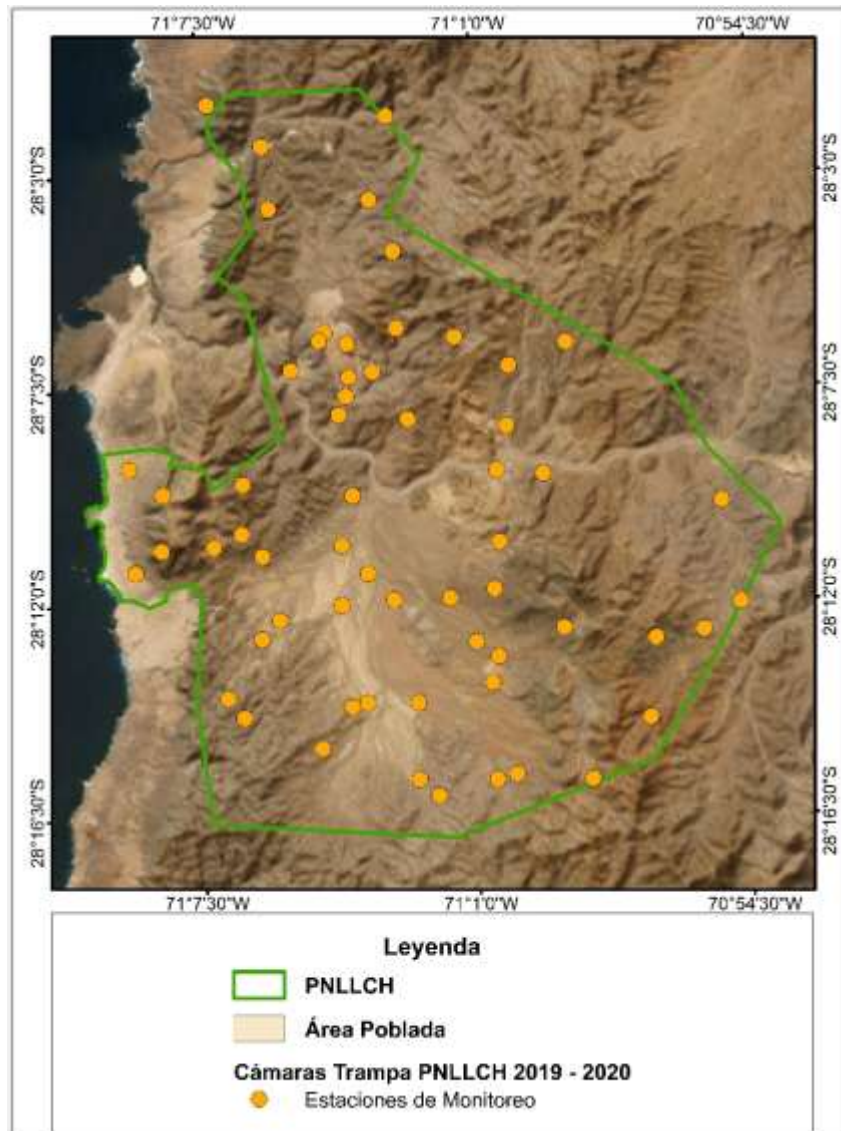 71°7'30"W 71°1'0"W 70°54'30"W
28°3'0"S 28°3'0"S
28°7'30"S 28°7'30"S
28°12'0"S 28°12'0"S
28°16'30"S 28°16'30"S
71°7'30"W 71°1'0"W 70°54'30"W
Leyenda
PNLLCH
Área Poblada
Cámaras Trampa PNLLCH 2019 - 2020
Estaciones de Monitoreo